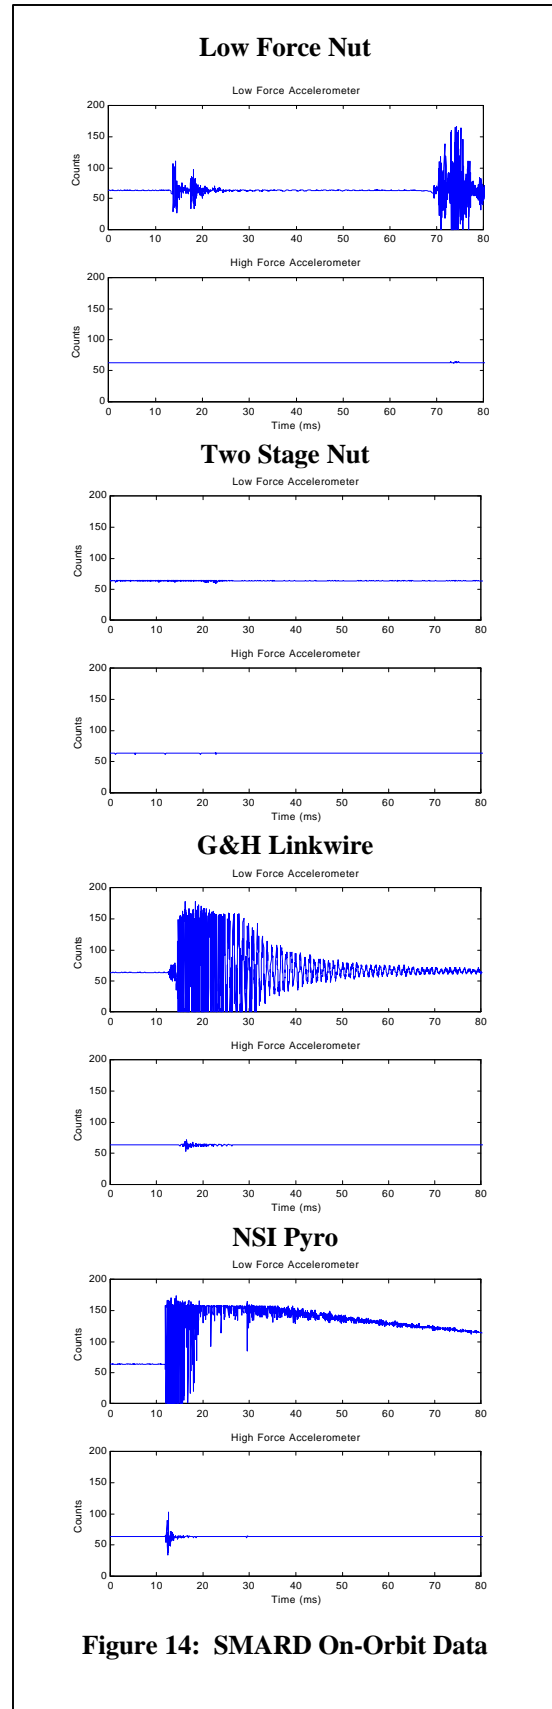 Low Force Nut
Low Force Accelerometer
200
150
100
50
0
Counts
0 10 20 30 40 50 60 70 80
High Force Accelerometer
200
150
100
50
0
Counts
0 10 20 30 40 50 60 70 80
Time (ms)
Two Stage Nut
Low Force Accelerometer
200
150
100
50
0
Counts
0 10 20 30 40 50 60 70 80
High Force Accelerometer
200
150
100
50
0
Counts
0 10 20 30 40 50 60 70 80
Time (ms)
G&H Linkwire
Low Force Accelerometer
200
150
100
50
0
Counts
0 10 20 30 40 50 60 70 80
High Force Accelerometer
200
150
100
50
0
Counts
0 10 20 30 40 50 60 70 80
Time (ms)
NSI Pyro
Low Force Accelerometer
200
150
100
50
0
Counts
0 10 20 30 40 50 60 70 80
High Force Accelerometer
200
150
100
50
0
Counts
0 10 20 30 40 50 60 70 80
Time (ms)
Figure 14: SMARD On-Orbit Data